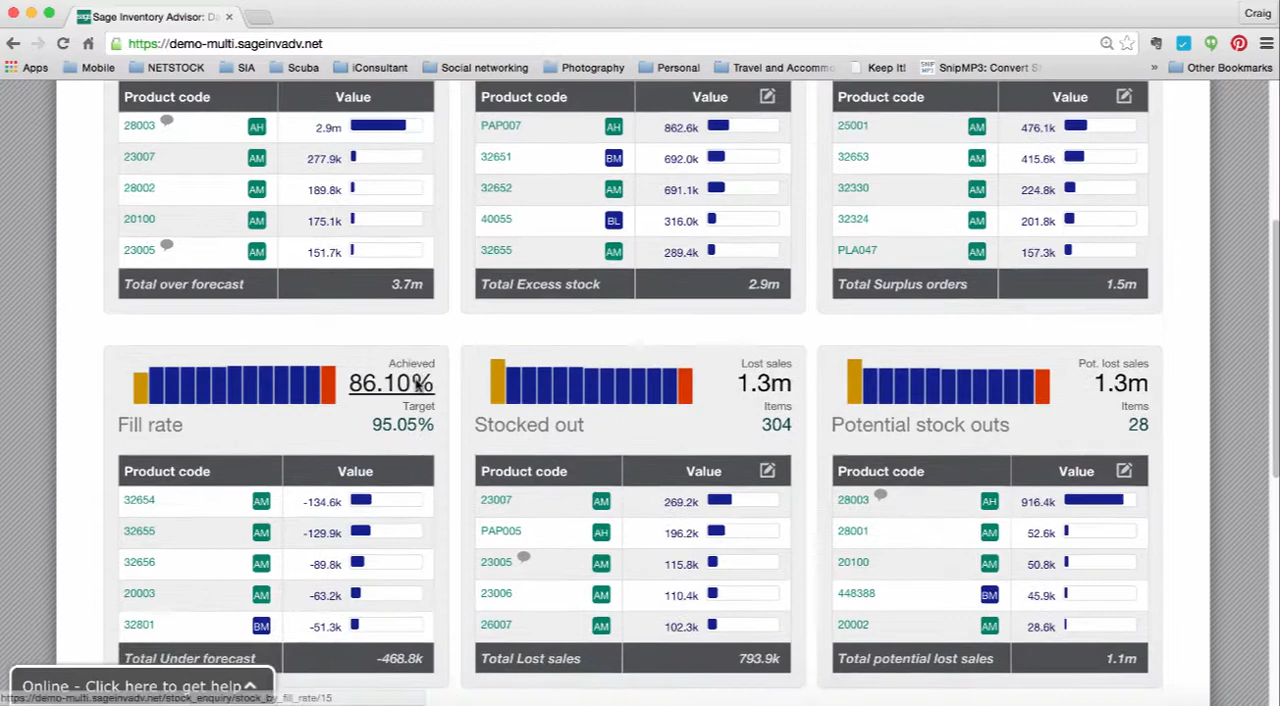 Sage Inventory Advisor: Da
Craig
https://demo-multi.sageinvadv.net
Apps Mobile NETSTOCK SIA Scuba iConsultant Social networking Photography Personal Travel and Accomm Keep It! SnipMP3: Convert S » Other Bookmarks
Product code Value
28003 AH 2.9m
23007 AM 277.9k
28002 AM 189.8k
20100 AM 175.1k
23005 AM 151.7k
Total over forecast 3.7m
Product code Value
PAP007 AH 862.6k
32651 BM 692.0k
32652 AM 691.1k
40055 BL 316.0k
32655 AM 289.4k
Total Excess stock 2.9m
Product code Value
25001 AM 476.1k
32653 AM 415.6k
32330 AM 224.8k
32324 AM 201.8k
PLA047 AM 157.3k
Total Surplus orders 1.5m
Achieved
86.10%
Target
Fill rate 95.05%
Product code Value
32654 AM -134.6k
32655 AM -129.9k
32656 AM -89.8k
20003 AM -63.2k
32801 BM -51.3k
Total Under forecast -468.8k
Lost sales
1.3m
Items
Stocked out 304
Product code Value
23007 AM 269.2k
PAP005 AH 196.2k
23005 AM 115.8k
23006 AM 110.4k
26007 AM 102.3k
Total Lost sales 793.9k
Pot. lost sales
1.3m
Items
Potential stock outs 28
Product code Value
28003 AH 916.4k
28001 AM 52.6k
20100 AM 50.8k
448388 BM 45.9k
20002 AM 28.6k
Total potential lost sales 1.1m
Online - Click here to get help
https://demo-multi.sageinvadv.net/stock_enquiry/stock_by_fill_rate/15